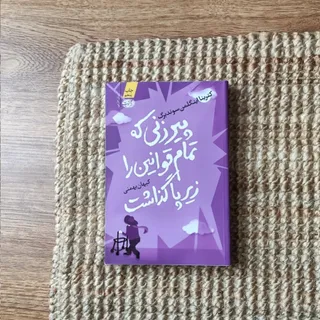 کاترینا اینگلمن سوندبرگ
پیرزنی که
تمام قوانین را
کیهان بهمنی
زیر پا گذاشت